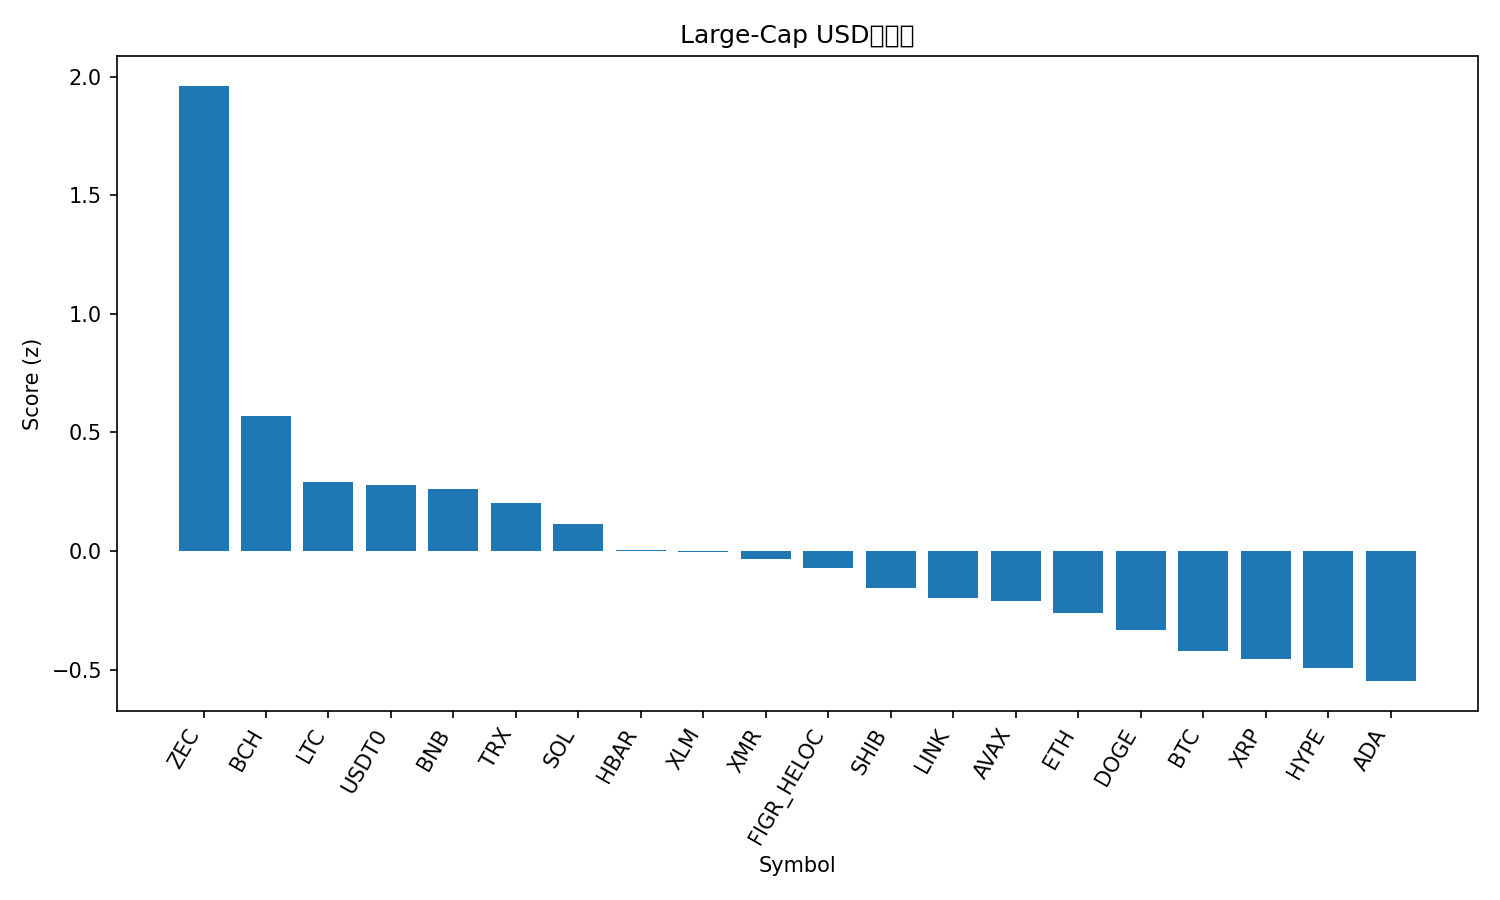 Large-Cap USD
Score (z)
2.0
1.5
1.0
0.5
0.0
−0.5
ZEC
BCH
LTC
USDT0
BNB
TRX
SOL
HBAR
XLM
XMR
FIGR_HELOC
SHIB
LINK
AVAX
ETH
DOGE
BTC
XRP
HYPE
ADA
Symbol